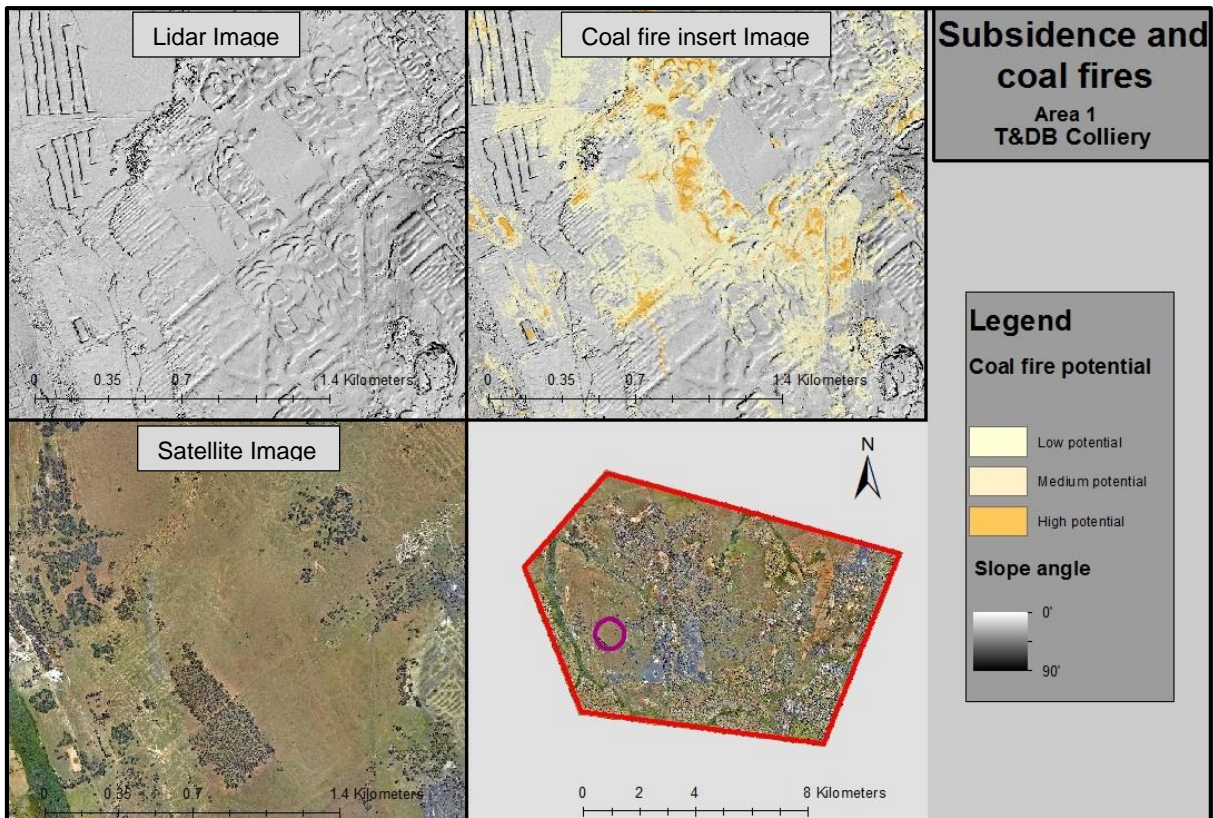 Lidar Image
0 0.35 0.7 1.4 Kilometers
Coal fire insert Image
0 0.35 0.7 1.4 Kilometers
Satellite Image
0 0.35 0.7 1.4 Kilometers
N
0 2 4 8 Kilometers
Subsidence and
coal fires
Area 1
T&DB Colliery
Legend
Coal fire potential
Low potential
Medium potential
High potential
Slope angle
0'
90'